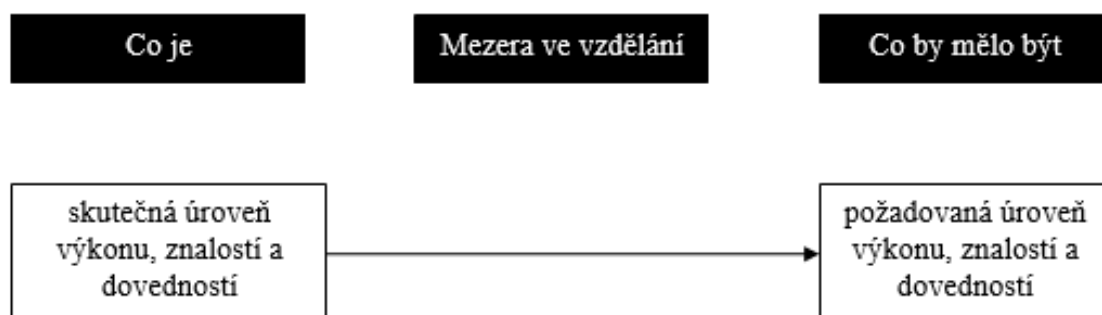 Co je
Mezera ve vzdělání
Co by mělo být
skutečná úroveň
výkonu, znalostí a
dovedností
požadovaná úroveň
výkonu, znalostí a
dovedností